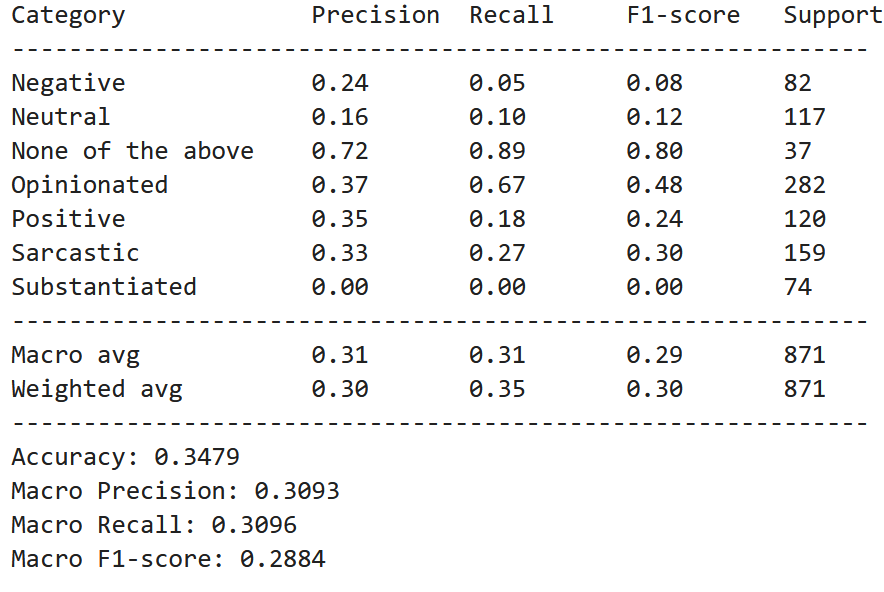 Category Precision Recall F1-score Support
------------------------------------------------------------
Negative 0.24 0.05 0.08 82
Neutral 0.16 0.10 0.12 117
None of the above 0.72 0.89 0.80 37
Opinionated 0.37 0.67 0.48 282
Positive 0.35 0.18 0.24 120
Sarcastic 0.33 0.27 0.30 159
Substantiated 0.00 0.00 0.00 74
------------------------------------------------------------
Macro avg 0.31 0.31 0.29 871
Weighted avg 0.30 0.35 0.30 871
------------------------------------------------------------
Accuracy: 0.3479
Macro Precision: 0.3093
Macro Recall: 0.3096
Macro F1-score: 0.2884